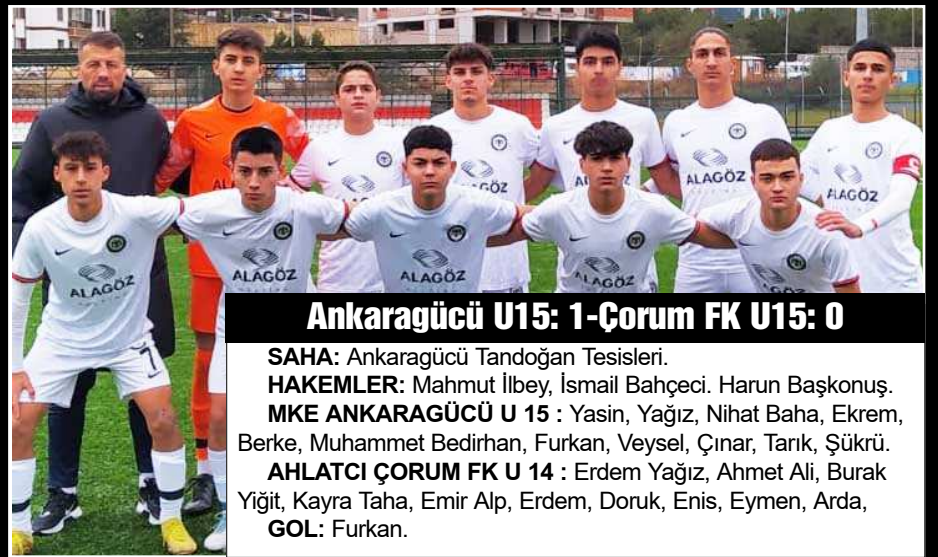 ALAGÖZ
ALAGÖZ
ALAGÖZ
ALAGÖZ
ALAGÖZ
ALAGÖZ
ALAGÖZ
ALAGÖZ
7
Ankaragücü U15: 1-Çorum FK U15: 0
SAHA: Ankaragücü Tandoğan Tesisleri.
HAKEMLER: Mahmut İlbey, İsmail Bahçeci. Harun Başkonuş.
MKE ANKARAGÜCÜ U 15 : Yasin, Yağız, Nihat Baha, Ekrem,
Berke, Muhammet Bedirhan, Furkan, Veysel, Çınar, Tarık, Şükrü.
AHLATCI ÇORUM FK U 14 : Erdem Yağız, Ahmet Ali, Burak
Yiğit, Kayra Taha, Emir Alp, Erdem, Doruk, Enis, Eymen, Arda,
GOL: Furkan.